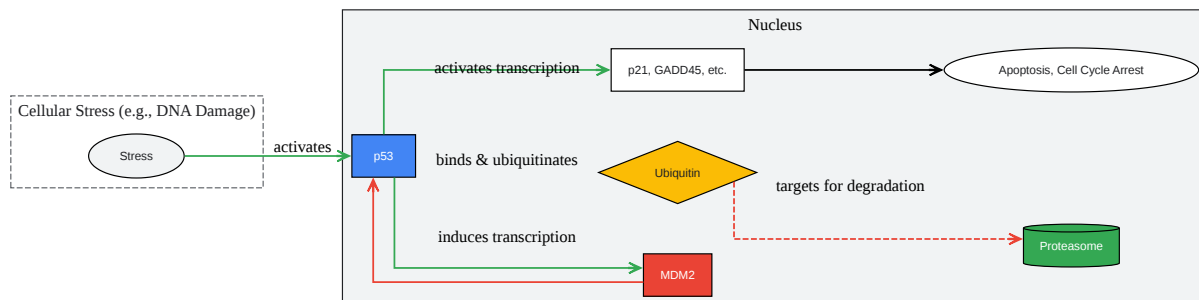 Nucleus
activates transcription
p21, GADD45, etc.
Apoptosis, Cell Cycle Arrest
Cellular Stress (e.g., DNA Damage)
Stress
activates
p53
binds & ubiquitinates
Ubiquitin
targets for degradation
induces transcription
Proteasome
MDM2